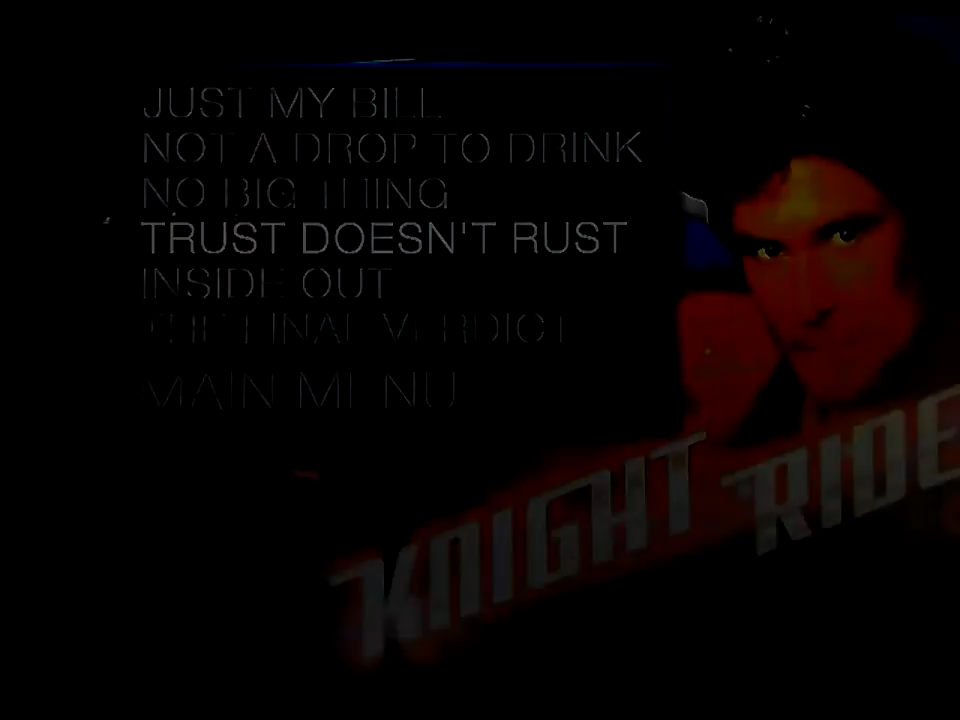 JUST MY BILL
NOT A DROP TO DRINK
NO BIG THING
TRUST DOESN'T RUST
INSIDE OUT
THE FINAL VERDICT
MAIN MENU
KNIGHT RIDE